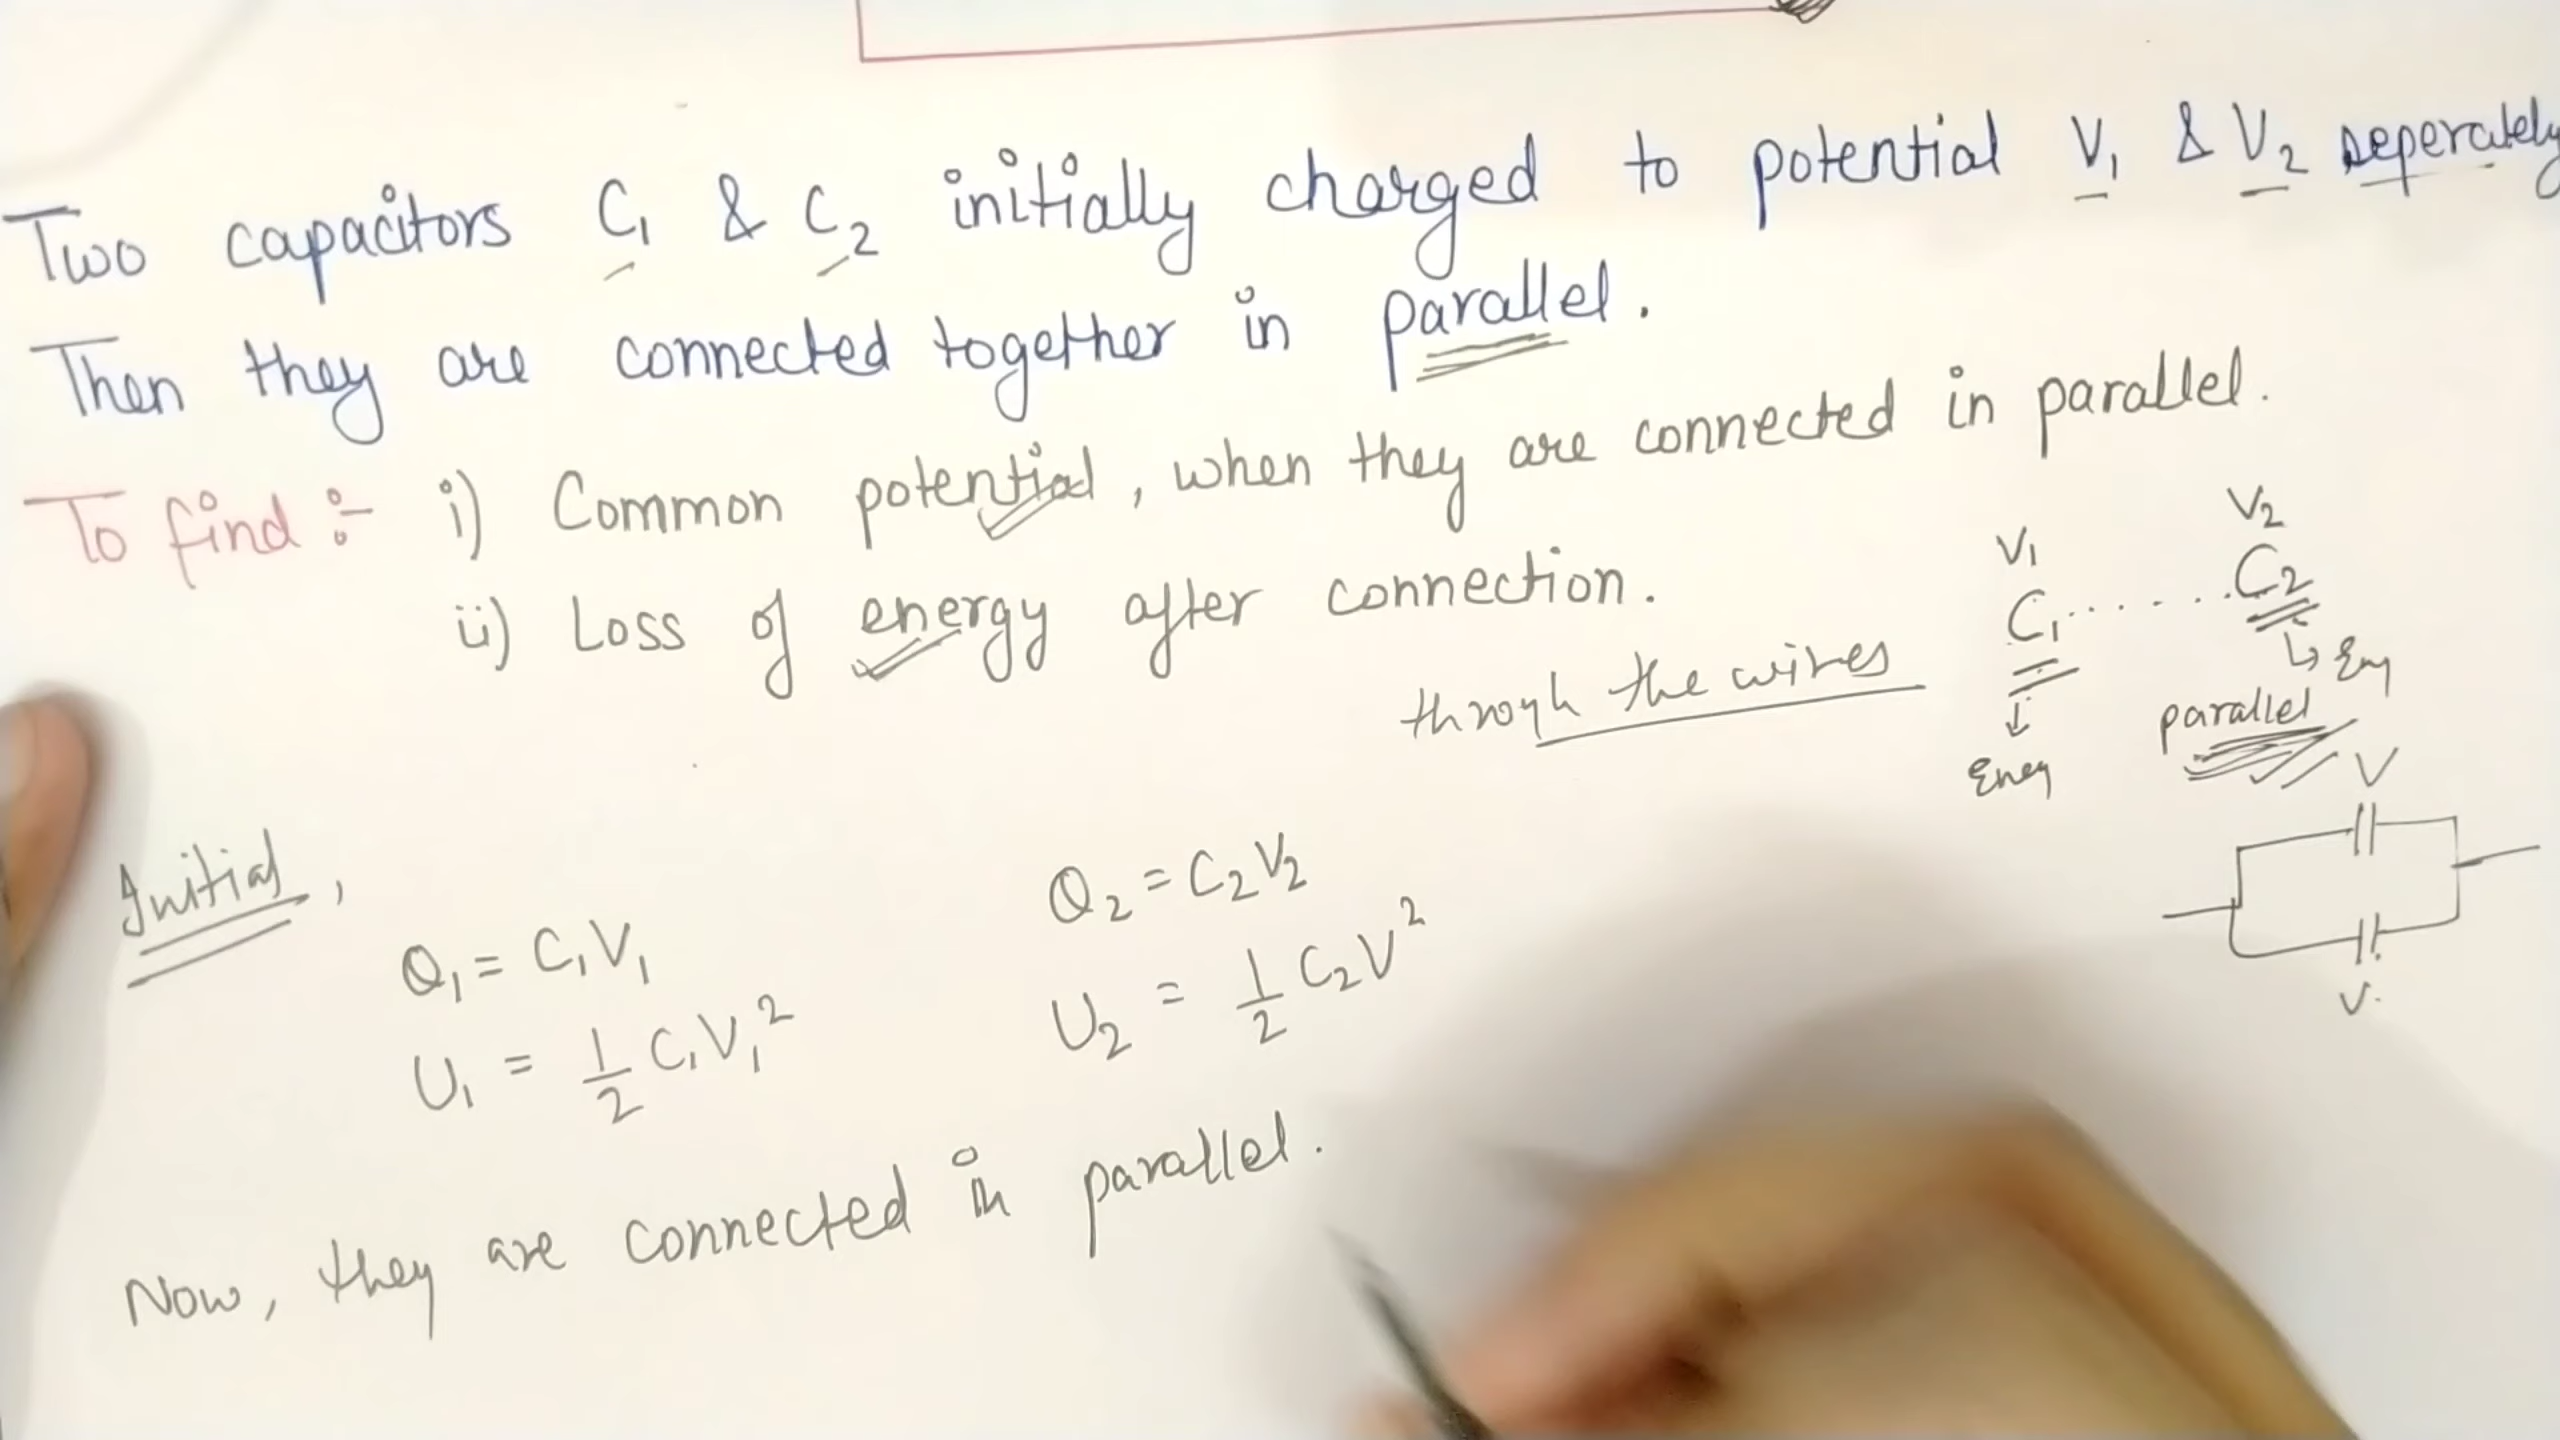 Two capacitors C₁ & C₂ initially charged to potential V₁ & V₂ seperately
Then they are connected together in parallel.
To find :- i) Common potential, when they are connected in parallel.
ii) Loss of energy after connection.
through the wires
V₁ V₂
C₁ ...... C₂
↓ ↳
parallel
V
V
Initial,
Q₁ = C₁V₁ Q₂ = C₂V₂
U₁ = 1/2 C₁V₁² U₂ = 1/2 C₂V²
Now, they are connected in parallel.